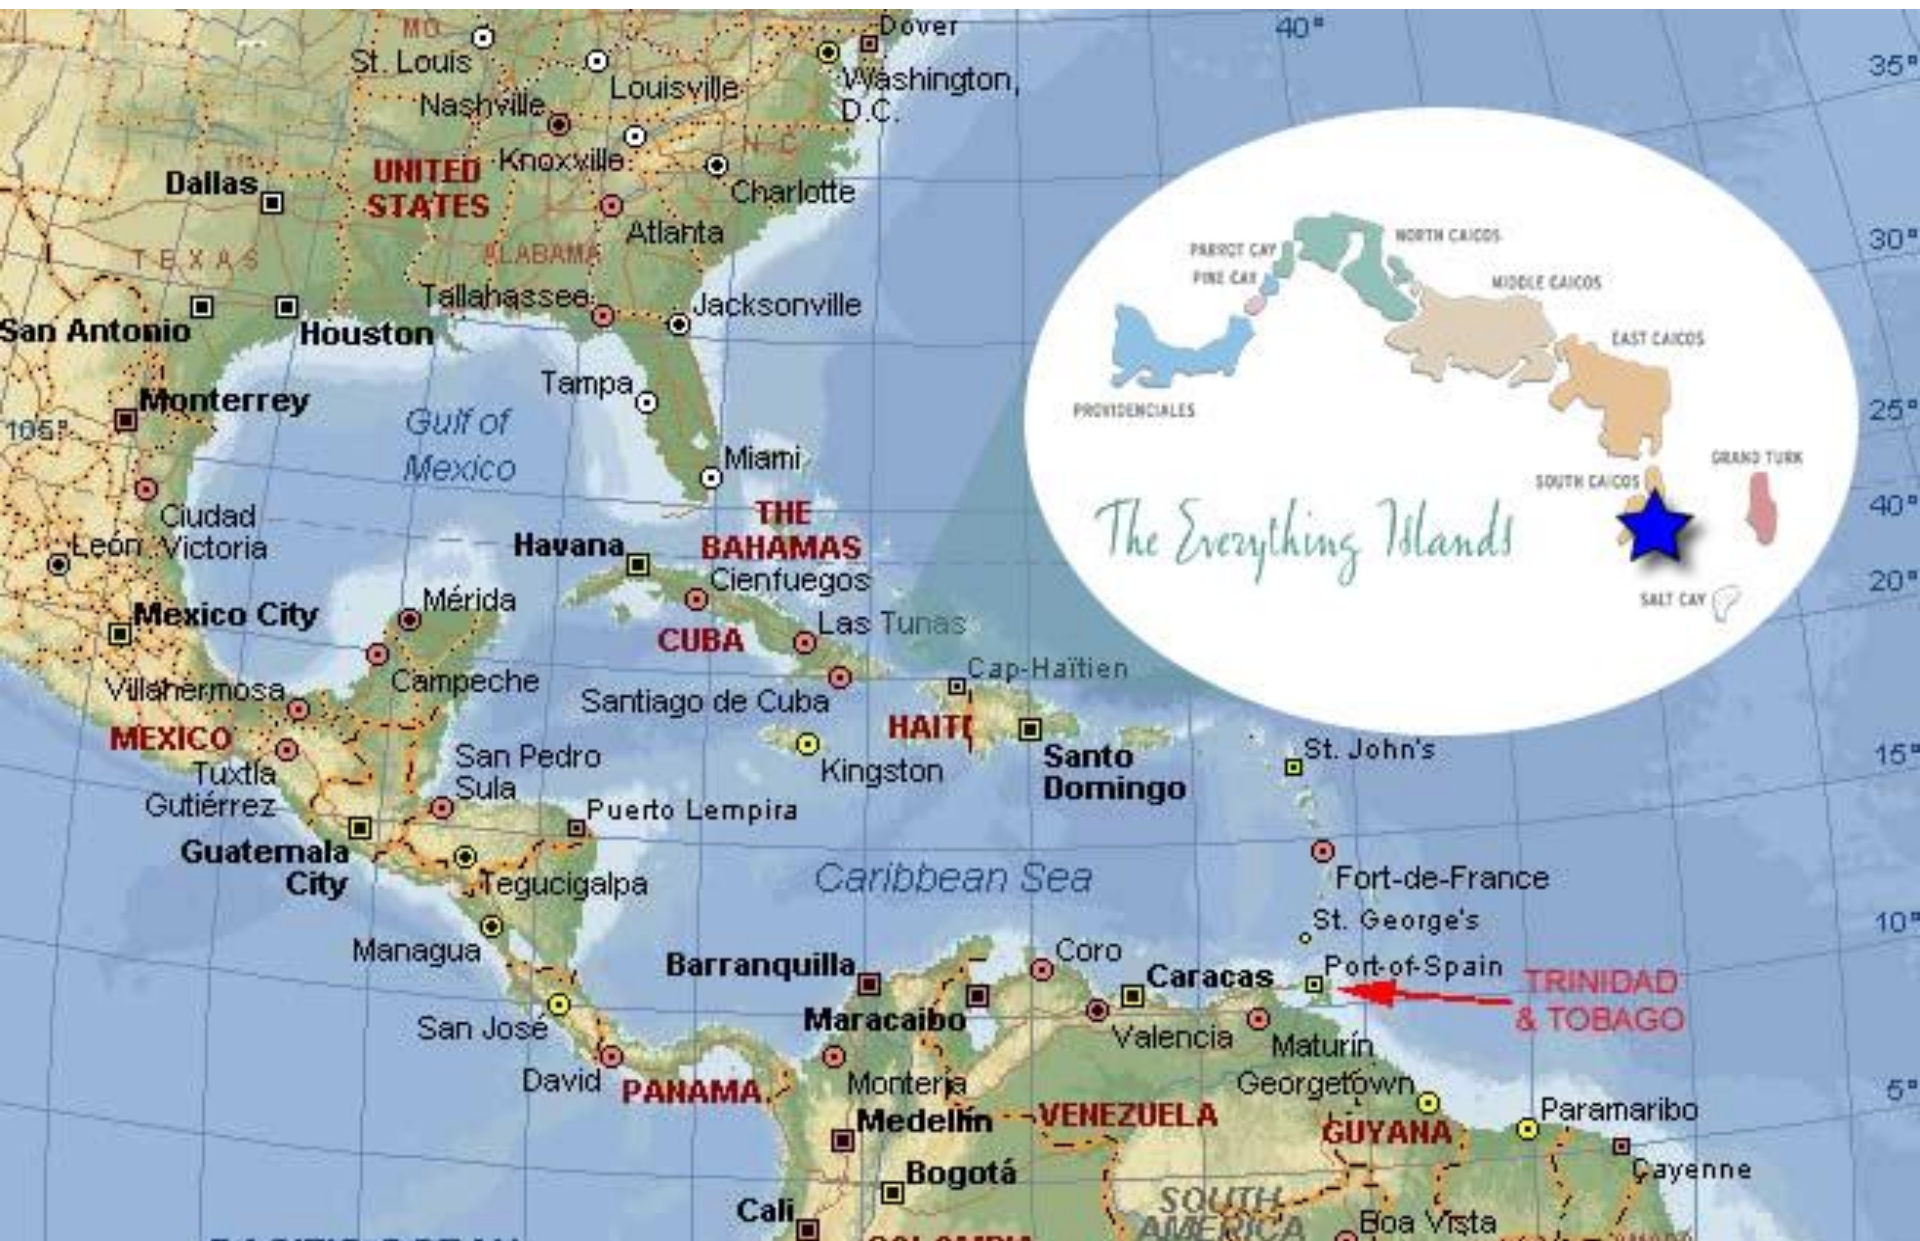 MO
St. Louis
Louisville
Dover
Washington,
D.C.
40°
35°
Nashville
Knoxville
N C
Charlotte
Dallas
UNITED
STATES
Atlanta
TEXAS
ALABAMA
Tallahassee
Jacksonville
30°
San Antonio
Houston
Tampa
Monterrey
105°
Gulf of
Mexico
Miami
25°
Ciudad
Victoria
León
Havana
THE
BAHAMAS
40°
Cienfuegos
20°
Mexico City
Mérida
CUBA
Las Tunas
Campeche
Cap-Haïtien
Villahermosa
Santiago de Cuba
MEXICO
HAITI
Tuxtla
Gutiérrez
San Pedro
Sula
Kingston
Santo
Domingo
St. John's
15°
Puerto Lempira
Guatemala
City
Tegucigalpa
Caribbean Sea
Fort-de-France
St. George's
10°
Managua
Barranquilla
Coro
Caracas
Port-of-Spain
TRINIDAD
& TOBAGO
San José
Maracaibo
Valencia
Maturín
David
PANAMA
Montería
Georgetown
5°
Medellín
VENEZUELA
GUYANA
Paramaribo
Bogotá
Cayenne
Cali
SOUTH
AMERICA
Boa Vista
PACIFIC OCEAN
COLOMBIA
PARROT CAY
NORTH CAICOS
PINE CAY
MIDDLE CAICOS
EAST CAICOS
PROVIDENCIALES
GRAND TURK
SOUTH CAICOS
The Everything Islands
SALT CAY